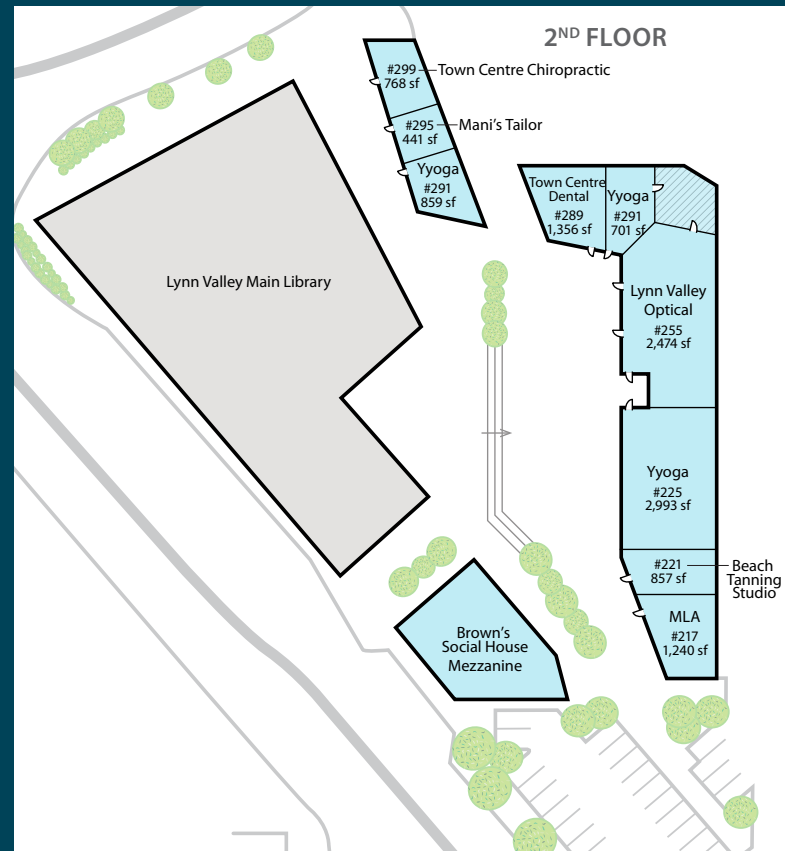 2ND FLOOR
#299
768 sf
Town Centre Chiropractic
#295
441 sf
Mani's Tailor
Yyoga
#291
859 sf
Town Centre
Dental
#289
1,356 sf
Yyoga
#291
701 sf
Lynn Valley Main Library
Lynn Valley
Optical
#255
2,474 sf
Yyoga
#225
2,993 sf
#221
857 sf
Beach
Tanning
Studio
MLA
#217
1,240 sf
Brown's
Social House
Mezzanine